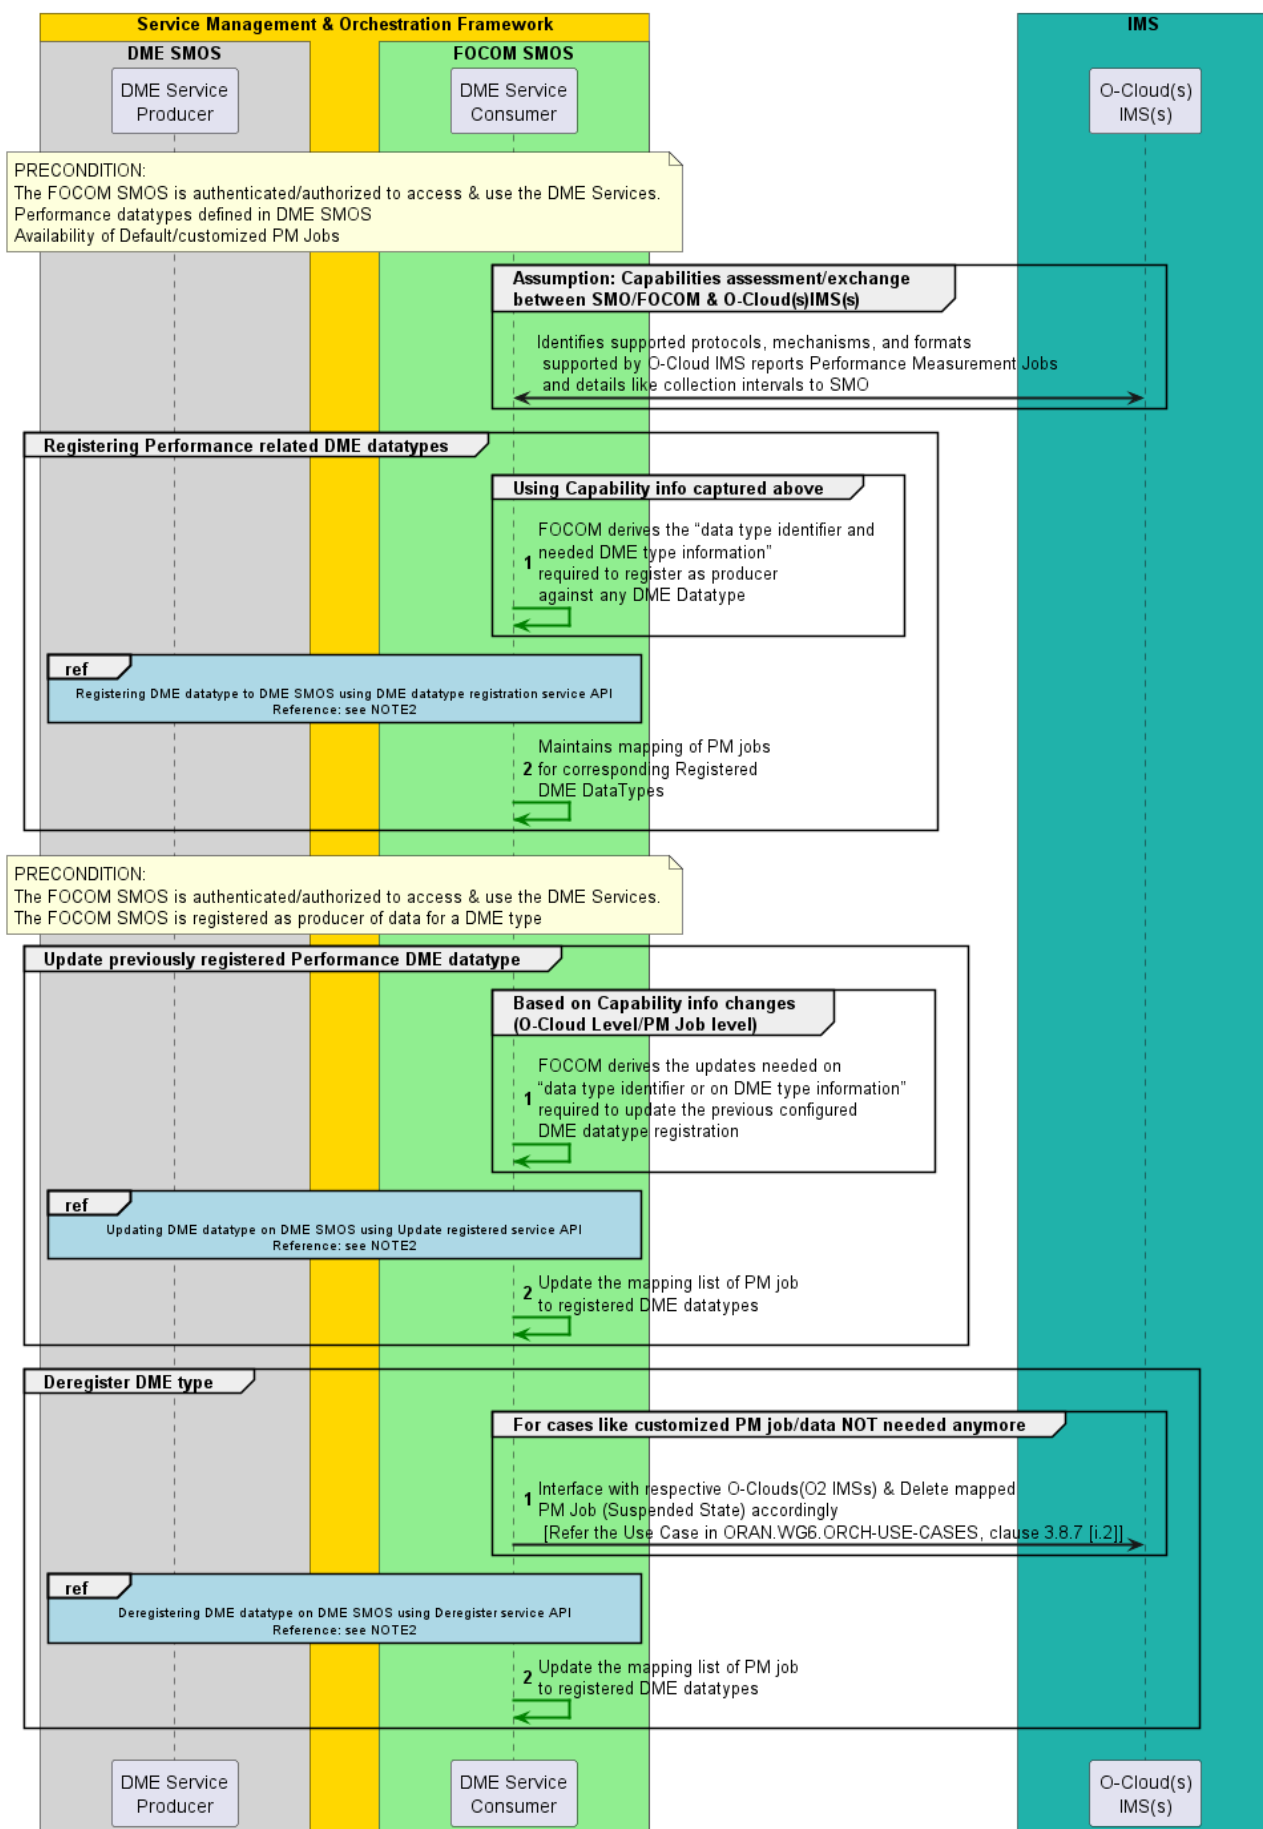 Service Management & Orchestration Framework
IMS
DME SMOS
FOCOM SMOS
DME Service
Producer
DME Service
Consumer
O-Cloud(s)
IMS(s)
PRECONDITION:
The FOCOM SMOS is authenticated/authorized to access & use the DME Services.
Performance datatypes defined in DME SMOS
Availability of Default/customized PM Jobs
Assumption: Capabilities assessment/exchange
between SMO/FOCOM & O-Cloud(s)IMS(s)
Identifies supported protocols, mechanisms, and formats
supported by O-Cloud IMS reports Performance Measurement Jobs
and details like collection intervals to SMO
Registering Performance related DME datatypes
Using Capability info captured above
FOCOM derives the “data type identifier and
1 needed DME type information”
required to register as producer
against any DME Datatype
ref
Registering DME datatype to DME SMOS using DME datatype registration service API
Reference: see NOTE2
Maintains mapping of PM jobs
2 for corresponding Registered
DME DataTypes
PRECONDITION:
The FOCOM SMOS is authenticated/authorized to access & use the DME Services.
The FOCOM SMOS is registered as producer of data for a DME type
Update previously registered Performance DME datatype
Based on Capability info changes
(O-Cloud Level/PM Job level)
FOCOM derives the updates needed on
1 “data type identifier or on DME type information”
required to update the previous configured
DME datatype registration
ref
Updating DME datatype on DME SMOS using Update registered service API
Reference: see NOTE2
2 Update the mapping list of PM job
to registered DME datatypes
Deregister DME type
For cases like customized PM job/data NOT needed anymore
1 Interface with respective O-Clouds(O2 IMSs) & Delete mapped
PM Job (Suspended State) accordingly
[Refer the Use Case in ORAN.WG6.ORCH-USE-CASES, clause 3.8.7 [i.2]]
ref
Deregistering DME datatype on DME SMOS using Deregister service API
Reference: see NOTE2
2 Update the mapping list of PM job
to registered DME datatypes
DME Service
Producer
DME Service
Consumer
O-Cloud(s)
IMS(s)